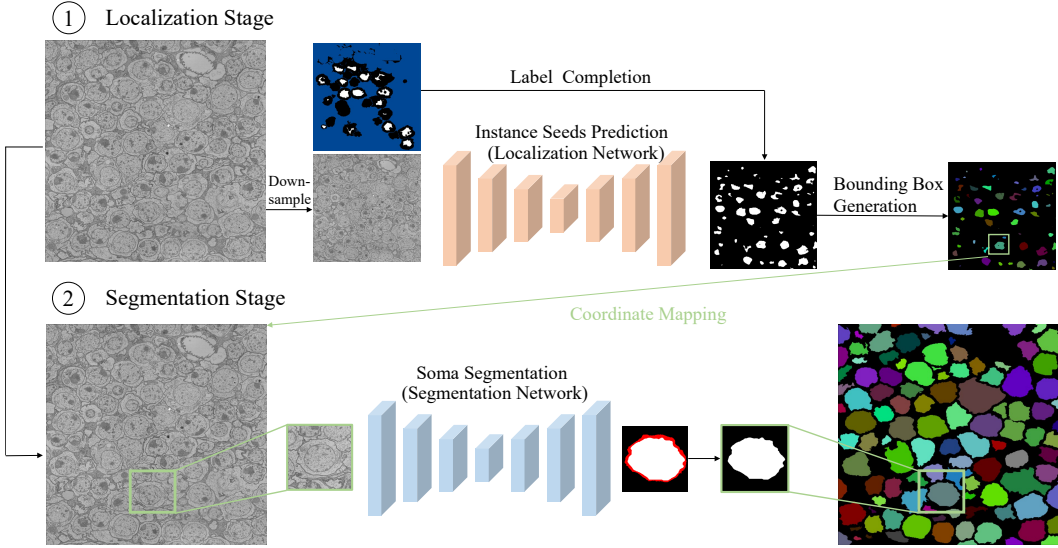 1 Localization Stage
Label Completion
Instance Seeds Prediction
(Localization Network)
Down-
sample
Bounding Box
Generation
2 Segmentation Stage
Coordinate Mapping
Soma Segmentation
(Segmentation Network)